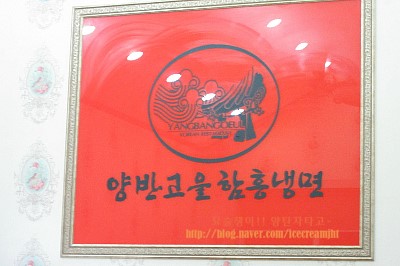 YANGBANGOEUL
양반고을함흥냉면
http://blog.naver.com/icecreamjht